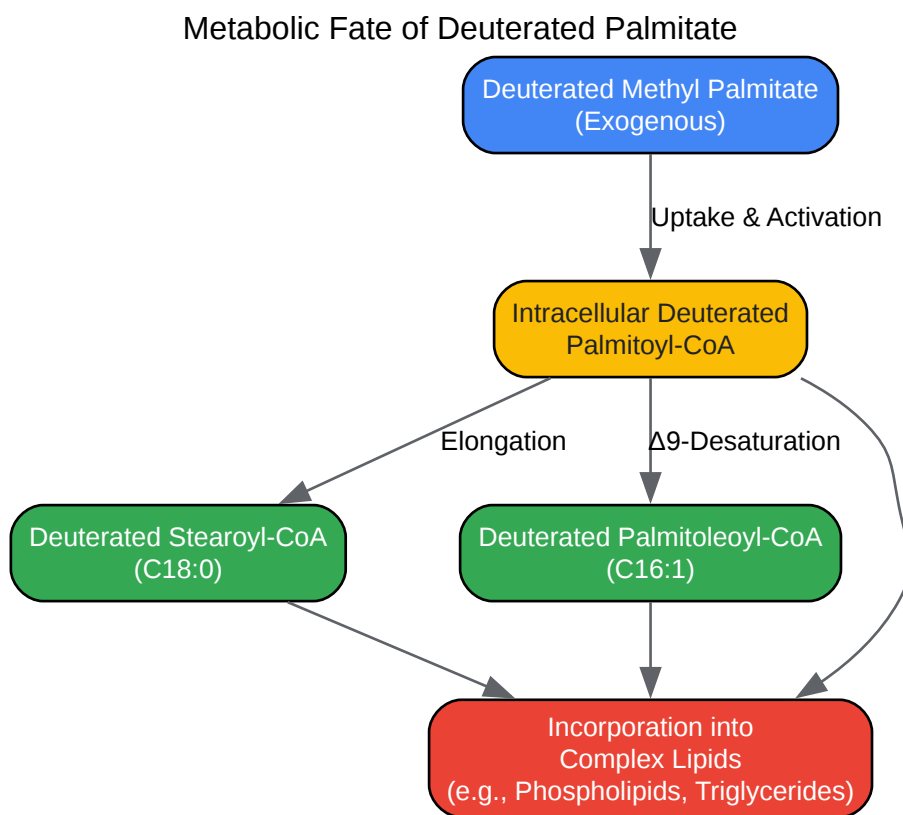 Metabolic Fate of Deuterated Palmitate
Deuterated Methyl Palmitate
(Exogenous)
Uptake & Activation
Intracellular Deuterated
Palmitoyl-CoA
Elongation
Δ9-Desaturation
Deuterated Stearoyl-CoA
(C18:0)
Deuterated Palmitoleoyl-CoA
(C16:1)
Incorporation into
Complex Lipids
(e.g., Phospholipids, Triglycerides)